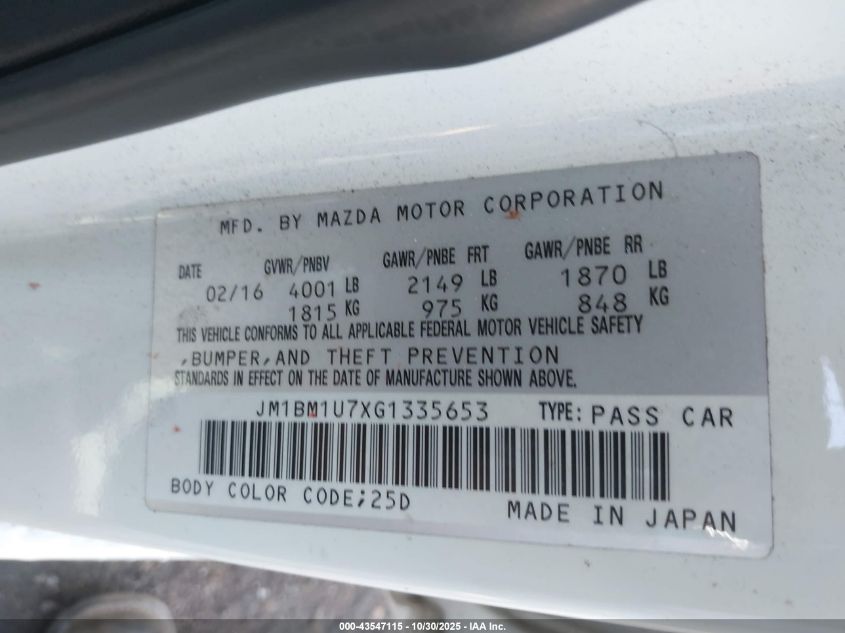 MFD. BY MAZDA MOTOR CORPORATION
DATE GVWR/PNBV GAWR/PNBE FRT GAWR/PNBE RR
02/16 4001 LB 2149 LB 1870 LB
1815 KG 975 KG 848 KG
THIS VEHICLE CONFORMS TO ALL APPLICABLE FEDERAL MOTOR VEHICLE SAFETY
,BUMPER,AND THEFT PREVENTION
STANDARDS IN EFFECT ON THE DATE OF MANUFACTURE SHOWN ABOVE.
JM1BM1U7XG1335653 TYPE: PASS CAR
BODY COLOR CODE;25D
MADE IN JAPAN
000-43547115 - 10/30/2025 - IAA Inc.